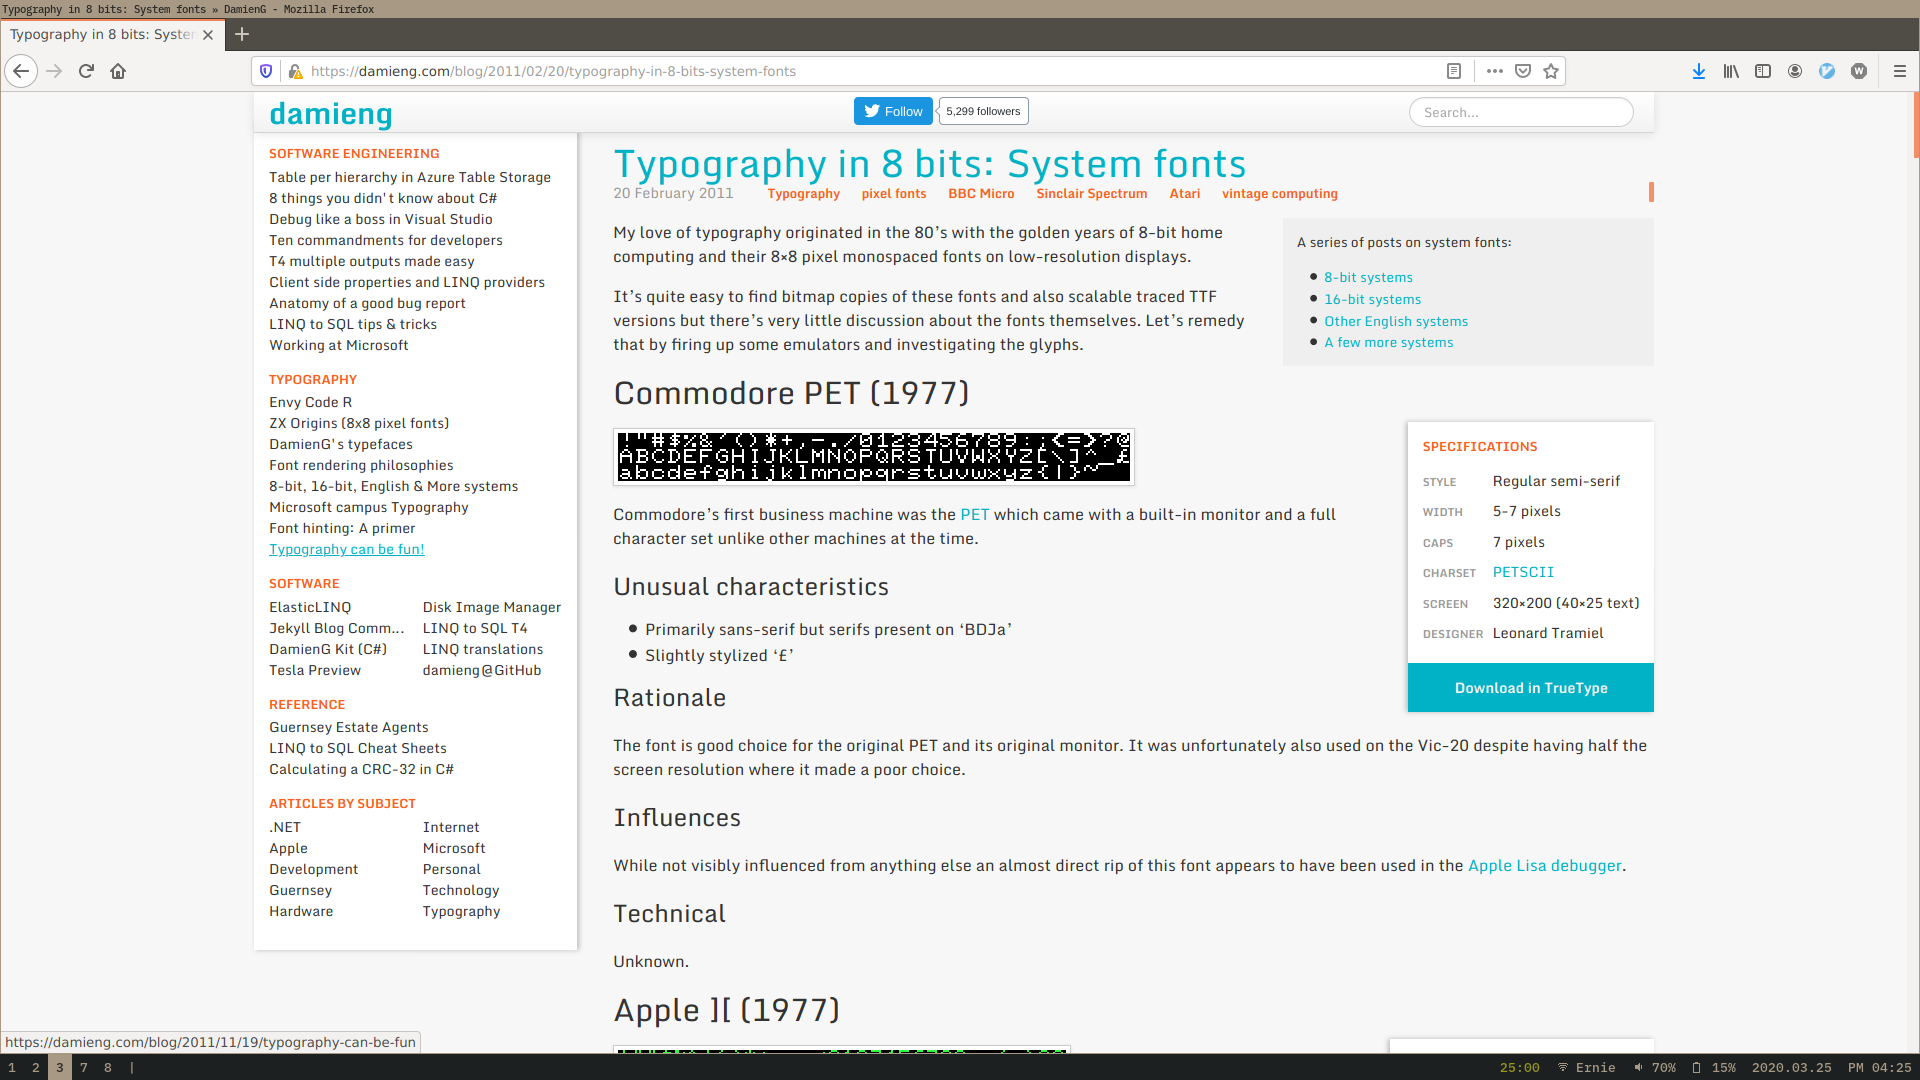 Typography in 8 bits: System fonts » DamienG - Mozilla Firefox
Typography in 8 bits: Syste
https://damieng.com/blog/2011/02/20/typography-in-8-bits-system-fonts
damieng
Follow
5,299 followers
Search...
SOFTWARE ENGINEERING
Table per hierarchy in Azure Table Storage
8 things you didn't know about C#
Debug like a boss in Visual Studio
Ten commandments for developers
T4 multiple outputs made easy
Client side properties and LINQ providers
Anatomy of a good bug report
LINQ to SQL tips & tricks
Working at Microsoft
TYPOGRAPHY
Envy Code R
ZX Origins (8x8 pixel fonts)
DamienG's typefaces
Font rendering philosophies
8-bit, 16-bit, English & More systems
Microsoft campus Typography
Font hinting: A primer
Typography can be fun!
SOFTWARE
ElasticLINQ Disk Image Manager
Jekyll Blog Comm... LINQ to SQL T4
DamienG Kit (C#) LINQ translations
Tesla Preview damieng@GitHub
REFERENCE
Guernsey Estate Agents
LINQ to SQL Cheat Sheets
Calculating a CRC-32 in C#
ARTICLES BY SUBJECT
.NET Internet
Apple Microsoft
Development Personal
Guernsey Technology
Hardware Typography
Typography in 8 bits: System fonts
20 February 2011 Typography pixel fonts BBC Micro Sinclair Spectrum Atari vintage computing
My love of typography originated in the 80’s with the golden years of 8-bit home
computing and their 8×8 pixel monospaced fonts on low-resolution displays.
It’s quite easy to find bitmap copies of these fonts and also scalable traced TTF
versions but there’s very little discussion about the fonts themselves. Let’s remedy
that by firing up some emulators and investigating the glyphs.
A series of posts on system fonts:
8-bit systems
16-bit systems
Other English systems
A few more systems
Commodore PET (1977)
!"#$%&'()*+,-./0123456789:;<=>?@
ABCDEFGHIJKLMNOPQRSTUVWXYZ[\]^_£
abcdefghijklmnopqrstuvwxyz{|}~
Commodore’s first business machine was the PET which came with a built-in monitor and a full
character set unlike other machines at the time.
Unusual characteristics
Primarily sans-serif but serifs present on ‘BDJa’
Slightly stylized ‘£’
Rationale
The font is good choice for the original PET and its original monitor. It was unfortunately also used on the Vic-20 despite having half the
screen resolution where it made a poor choice.
Influences
While not visibly influenced from anything else an almost direct rip of this font appears to have been used in the Apple Lisa debugger.
Technical
Unknown.
Apple ][ (1977)
SPECIFICATIONS
STYLE Regular semi-serif
WIDTH 5-7 pixels
CAPS 7 pixels
CHARSET PETSCII
SCREEN 320×200 (40×25 text)
DESIGNER Leonard Tramiel
Download in TrueType
https://damieng.com/blog/2011/11/19/typography-can-be-fun
1 2 3 7 8 |
25:00 Ernie 70% 15% 2020.03.25 PM 04:25